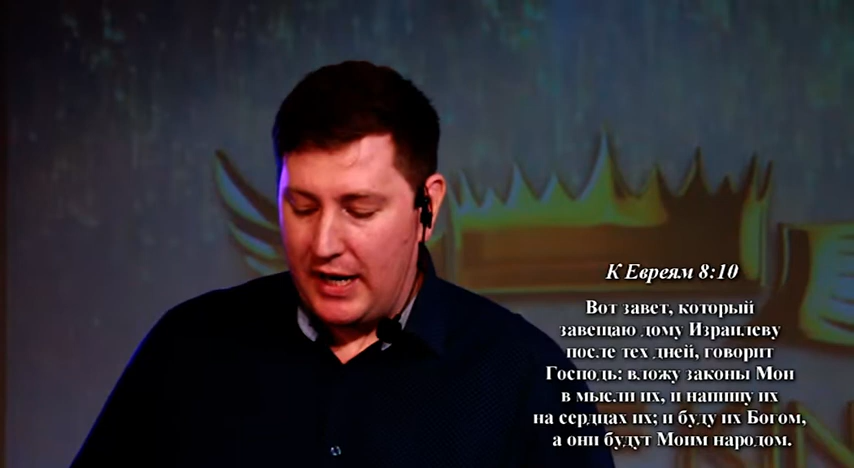 К Евреям 8:10
Вот завет, который
завещаю дому Израилеву
после тех дней, говорит
Господь: вложу законы Мои
в мысли их, и напишу их
на сердцах их; и буду их Богом,
а они будут Моим народом.